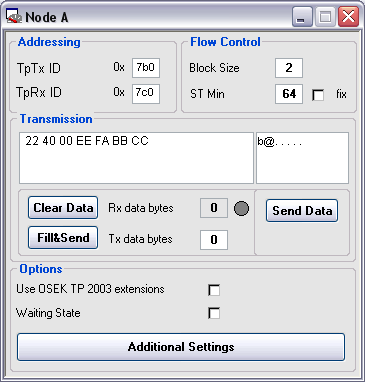 Node A
Addressing
TpTx ID 0x 7b0
TpRx ID 0x 7c0
Flow Control
Block Size 2
ST Min 64 fix
Transmission
22 40 00 EE FA BB CC
b@. . . . .
Clear Data Rx data bytes 0
Fill&Send Tx data bytes 0
Send Data
Options
Use OSEK TP 2003 extensions
Waiting State
Additional Settings